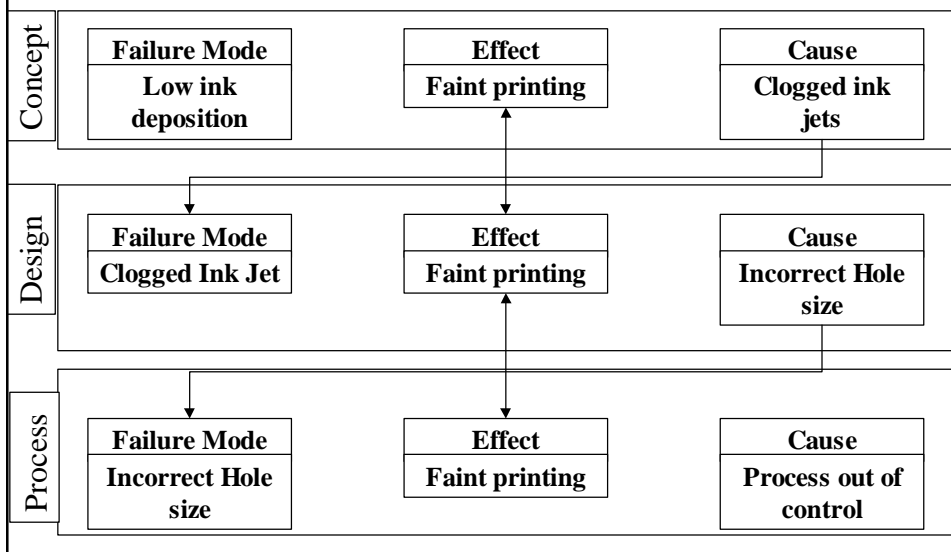 Concept
Failure Mode
Low ink
deposition
Effect
Faint printing
Cause
Clogged ink
jets
Design
Failure Mode
Clogged Ink Jet
Effect
Faint printing
Cause
Incorrect Hole
size
Process
Failure Mode
Incorrect Hole
size
Effect
Faint printing
Cause
Process out of
control